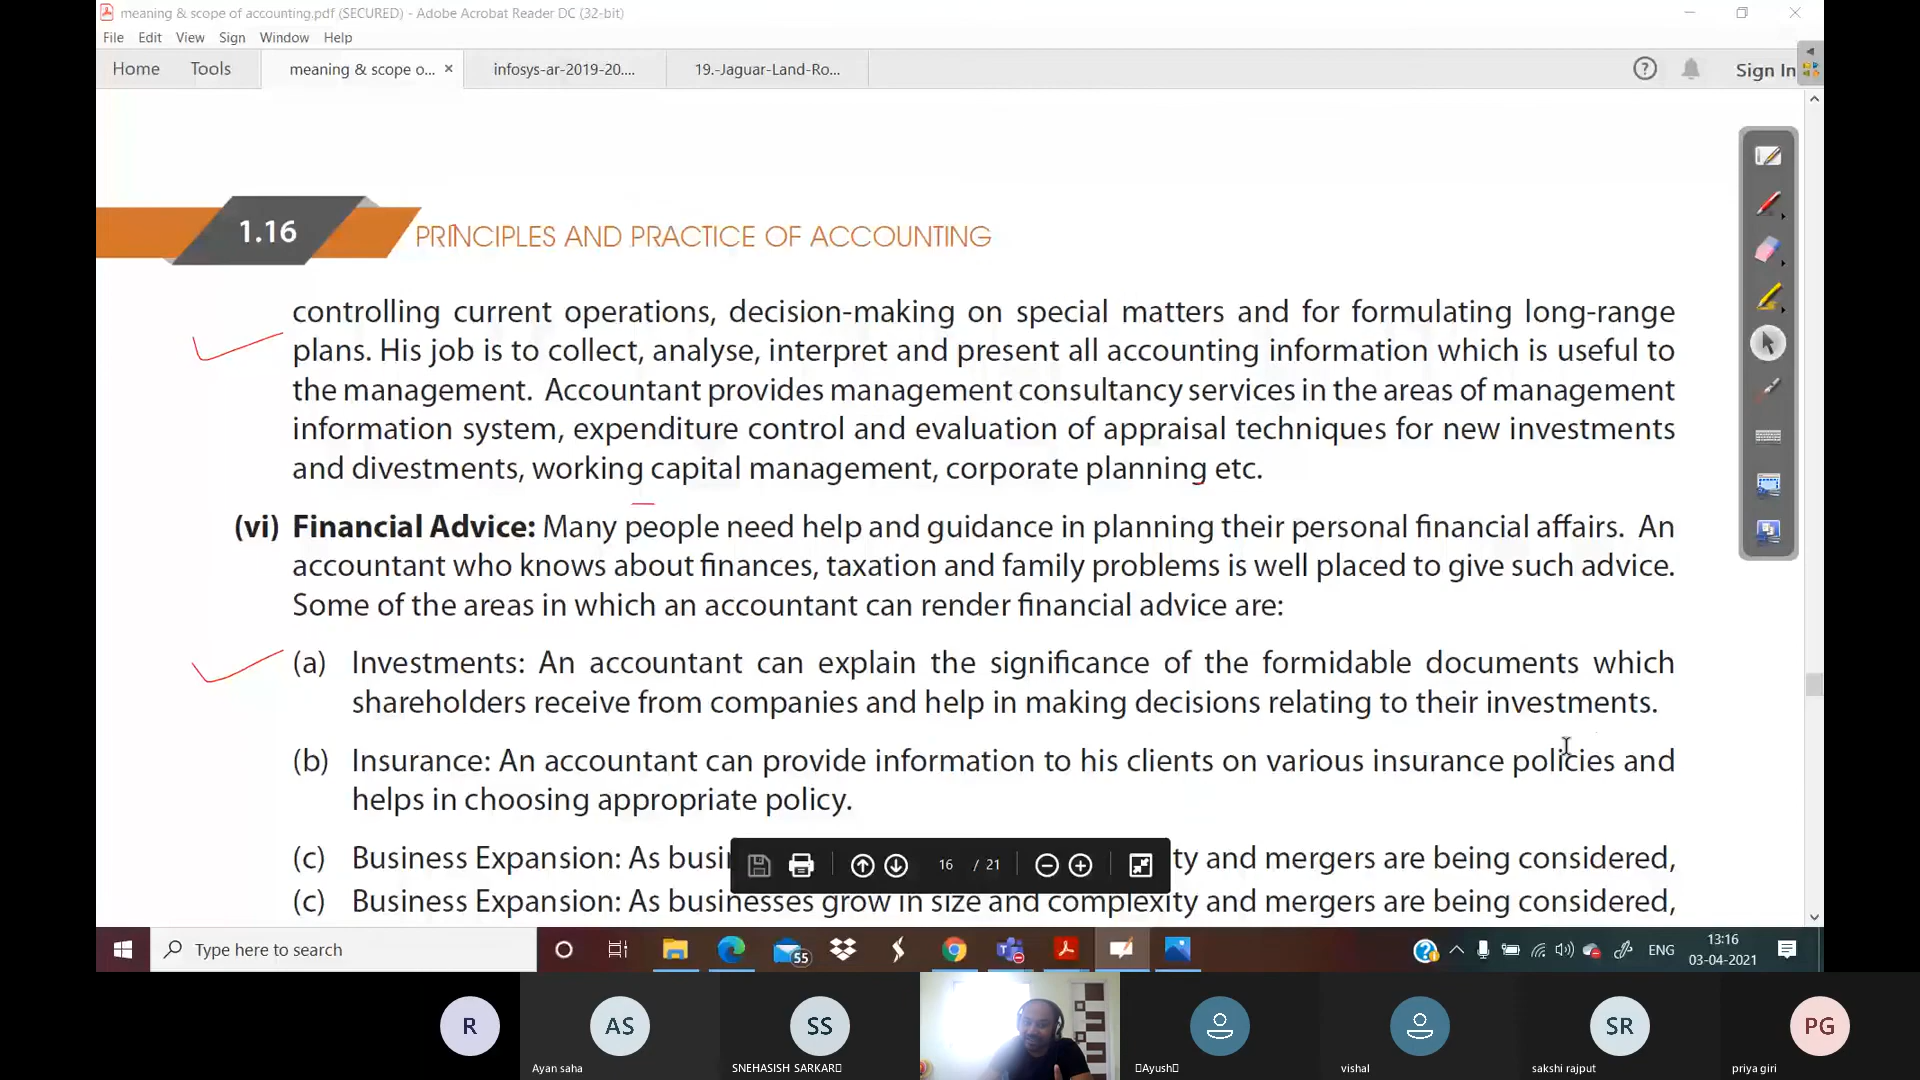 meaning & scope of accounting.pdf (SECURED) - Adobe Acrobat Reader DC (32-bit)
File Edit View Sign Window Help
Home Tools meaning & scope o... × infosys-ar-2019-20.... 19.-Jaguar-Land-Ro... Sign In
1.16 PRINCIPLES AND PRACTICE OF ACCOUNTING
controlling current operations, decision-making on special matters and for formulating long-range
plans. His job is to collect, analyse, interpret and present all accounting information which is useful to
the management. Accountant provides management consultancy services in the areas of management
information system, expenditure control and evaluation of appraisal techniques for new investments
and divestments, working capital management, corporate planning etc.
(vi) Financial Advice: Many people need help and guidance in planning their personal financial affairs. An
accountant who knows about finances, taxation and family problems is well placed to give such advice.
Some of the areas in which an accountant can render financial advice are:
(a) Investments: An accountant can explain the significance of the formidable documents which
shareholders receive from companies and help in making decisions relating to their investments.
(b) Insurance: An accountant can provide information to his clients on various insurance policies and
helps in choosing appropriate policy.
(c) Business Expansion: As busi ty and mergers are being considered,
16 / 21
(c) Business Expansion: As businesses grow in size and complexity and mergers are being considered,
Type here to search 55 ENG 13:16
03-04-2021
R AS SS SR PG
Ayan saha SNEHASISH SARKAR Ayush vishal sakshi rajput priya giri